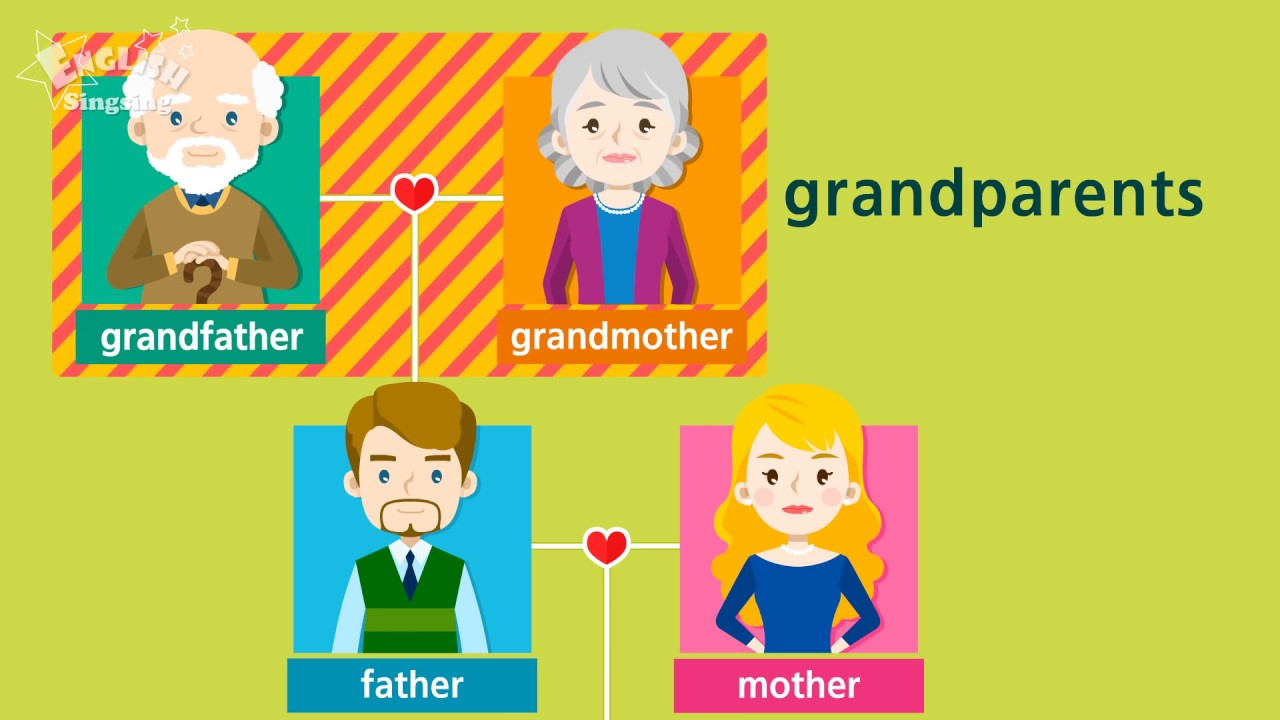 ENGLISH
Singsing
grandparents
grandfather
grandmother
father
mother